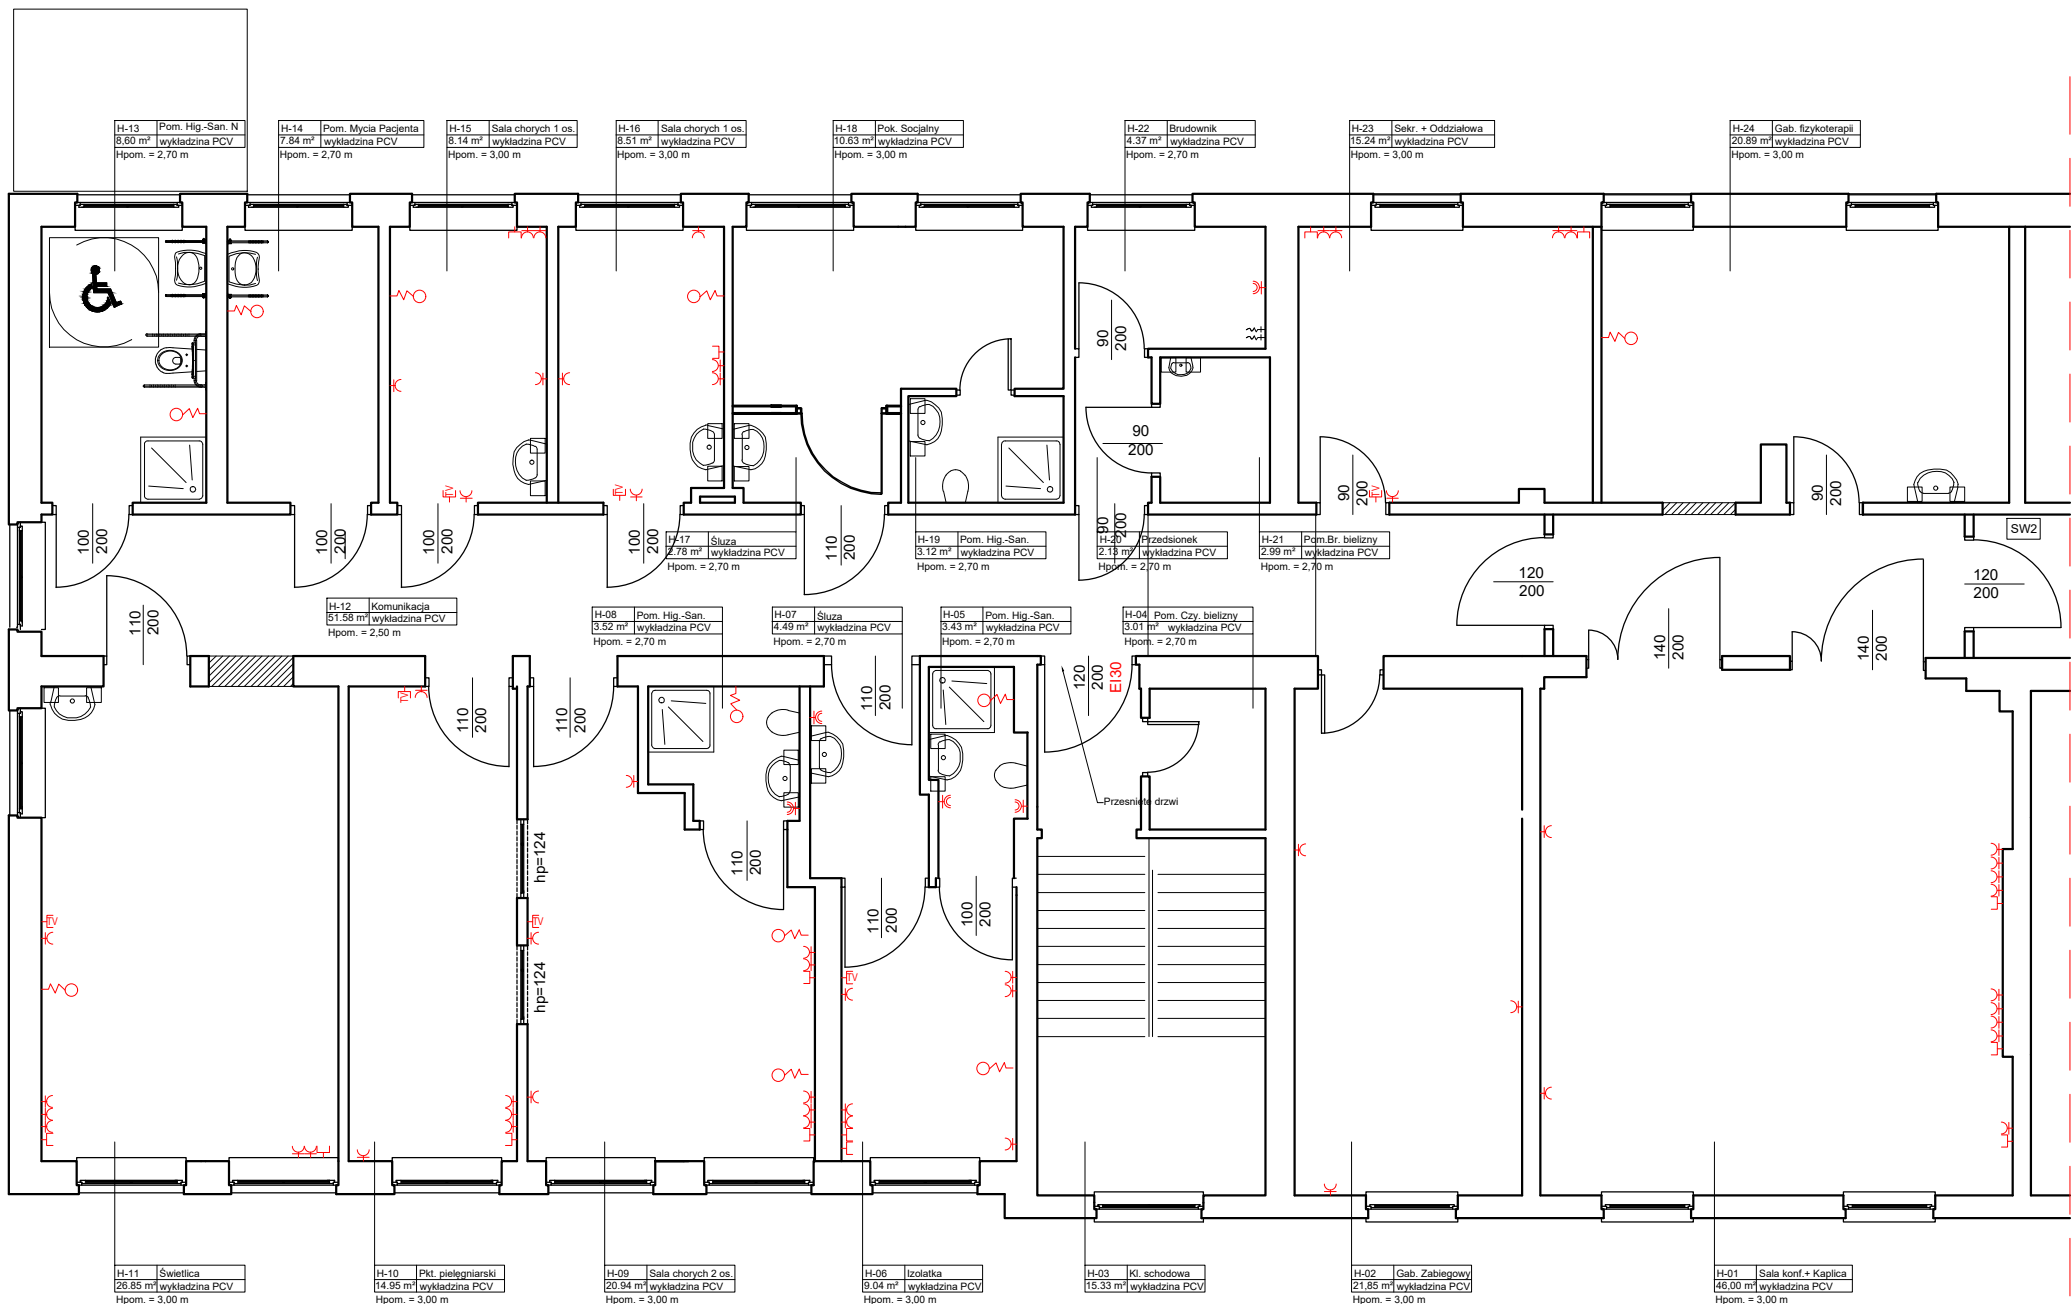 H-13 Pom. Hig.-San. N
8,60 m² wykładzina PCV
Hpom. = 2,70 m
H-14 Pom. Mycia Pacjenta
7.84 m² wykładzina PCV
Hpom. = 2,70 m
H-15 Sala chorych 1 os.
8.14 m² wykładzina PCV
Hpom. = 3,00 m
H-16 Sala chorych 1 os.
8.51 m² wykładzina PCV
Hpom. = 3,00 m
H-18 Pok. Socjalny
10.63 m² wykładzina PCV
Hpom. = 3,00 m
H-22 Brudownik
4.37 m² wykładzina PCV
Hpom. = 2,70 m
H-23 Sekr. + Oddziałowa
15.24 m² wykładzina PCV
Hpom. = 3,00 m
H-24 Gab. fizykoterapii
20.89 m² wykładzina PCV
Hpom. = 3,00 m
90
200
90
200
90
200
90
200
TV
TV
TV
100
200
100
200
100
200
100
200
110
200
90
200
H-17 Śluza
2.78 m² wykładzina PCV
Hpom. = 2,70 m
H-19 Pom. Hig.-San.
3.12 m² wykładzina PCV
Hpom. = 2,70 m
H-20 Przedsionek
2.13 m² wykładzina PCV
Hpom. = 2,70 m
H-21 Pom.Br. bielizny
2.99 m² wykładzina PCV
Hpom. = 2,70 m
SW2
120
200
120
200
H-12 Komunikacja
51.58 m² wykładzina PCV
Hpom. = 2,50 m
H-08 Pom. Hig.-San.
3.52 m² wykładzina PCV
Hpom. = 2,70 m
H-07 Śluza
4.49 m² wykładzina PCV
Hpom. = 2,70 m
H-05 Pom. Hig.-San.
3.43 m² wykładzina PCV
Hpom. = 2,70 m
H-04 Pom. Czy. bielizny
3.01 m² wykładzina PCV
Hpom. = 2,70 m
110
200
140
200
140
200
120
200
EI30
TV
110
200
110
200
110
200
Przesnięte drzwi
hp=124
110
200
110
200
100
200
TV
TV
TV
hp=124
H-11 Świetlica
26.85 m² wykładzina PCV
Hpom. = 3,00 m
H-10 Pkt. pielęgniarski
14.95 m² wykładzina PCV
Hpom. = 3,00 m
H-09 Sala chorych 2 os.
20.94 m² wykładzina PCV
Hpom. = 3,00 m
H-06 Izolatka
9.04 m² wykładzina PCV
Hpom. = 3,00 m
H-03 Kl. schodowa
15.33 m² wykładzina PCV
H-02 Gab. Zabiegowy
21,85 m² wykładzina PCV
Hpom. = 3,00 m
H-01 Sala konf.+ Kaplica
46,00 m² wykładzina PCV
Hpom. = 3,00 m